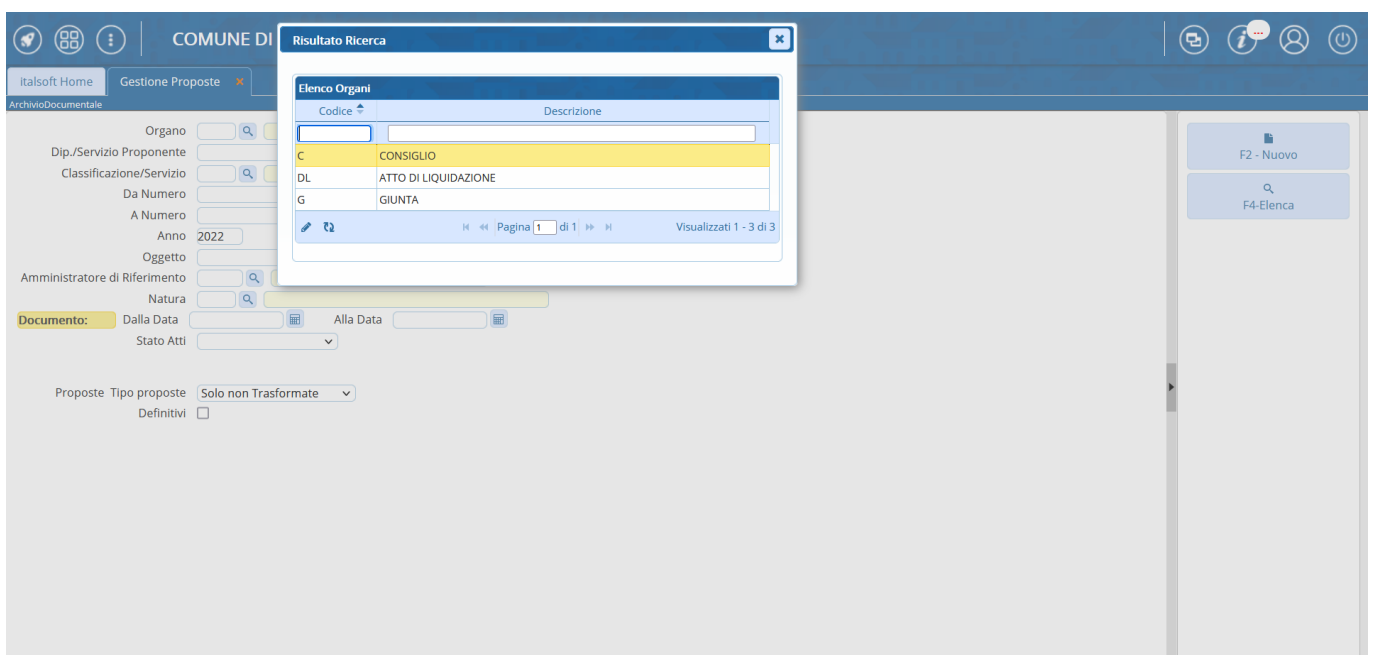 COMUNE DI
Risultato Ricerca
...
italsoft Home
Gestione Proposte
ArchivioDocumentale
Elenco Organi
Codice Descrizione
C CONSIGLIO
DL ATTO DI LIQUIDAZIONE
G GIUNTA
Pagina 1 di 1 Visualizzati 1 - 3 di 3
Organo
Dip./Servizio Proponente
Classificazione/Servizio
Da Numero
A Numero
Anno 2022
Oggetto
Amministratore di Riferimento
Natura
Documento: Dalla Data Alla Data
Stato Atti
Proposte Tipo proposte Solo non Trasformate
Definitivi
F2 - Nuovo
F4-Elenca